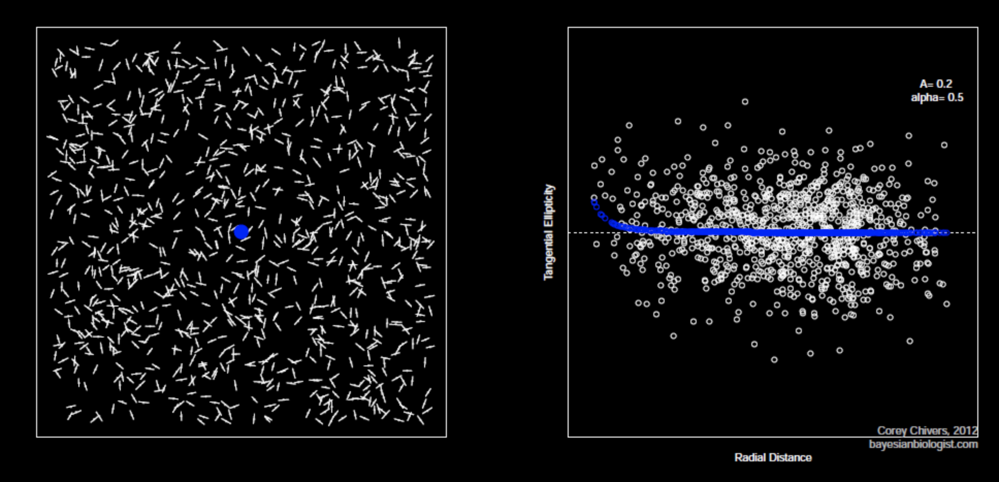 A= 0.2
alpha= 0.5
Tangential Ellipticity
Corey Chivers, 2012
bayesianbiologist.com
Radial Distance